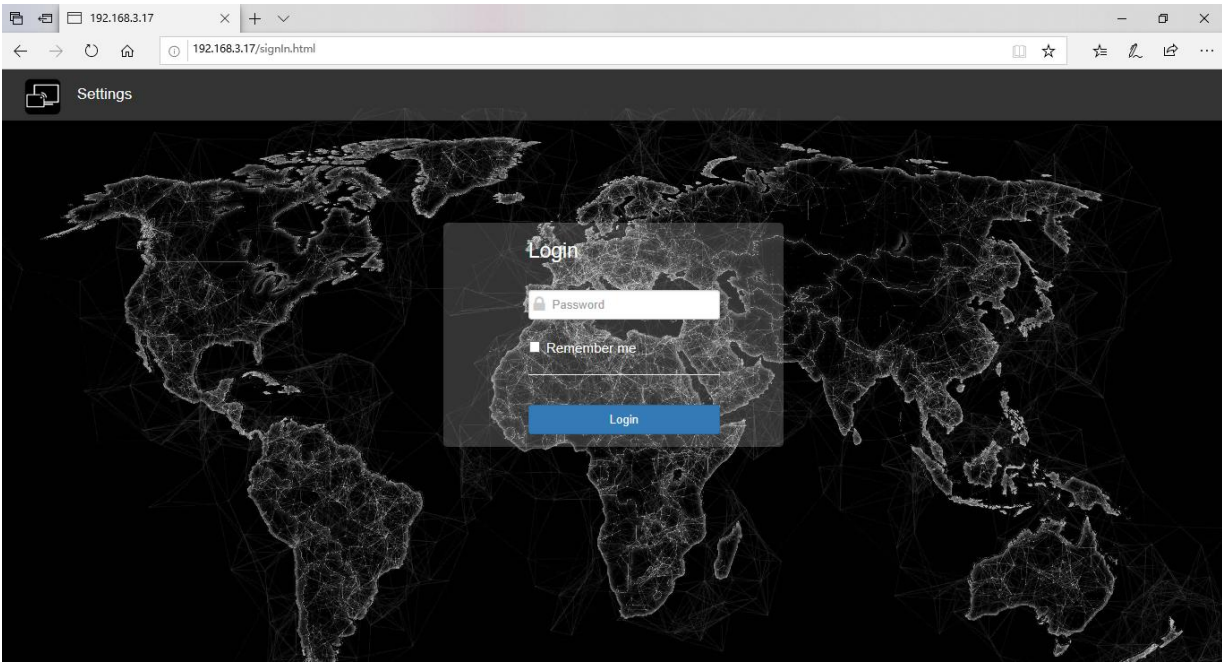 192.168.3.17
192.168.3.17/signIn.html
Settings
Login
Password
Remember me
Login